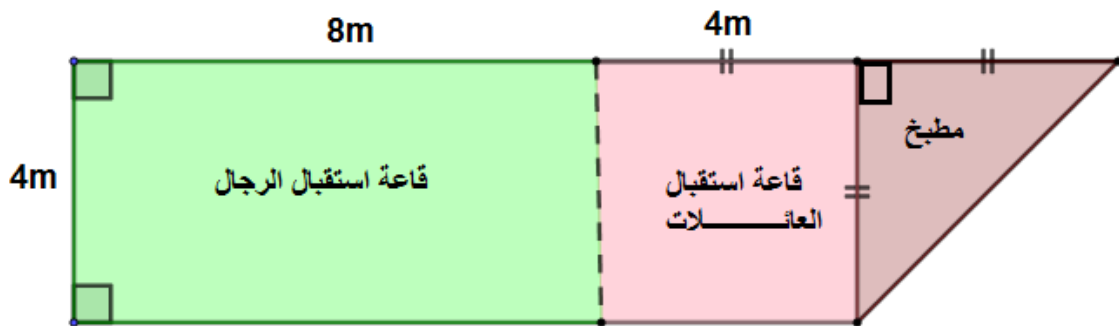 8m
4m
4m
قاعة استقبال الرجال
قاعة استقبال
العائـــــــــلات
مطبخ